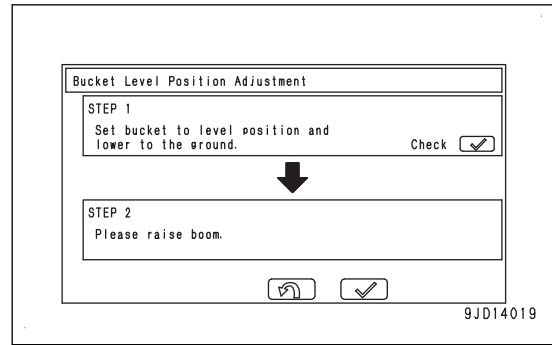 Bucket Level Position Adjustment
STEP 1
Set bucket to level position and
lower to the ground.
Check
STEP 2
Please raise boom.
9JD14019